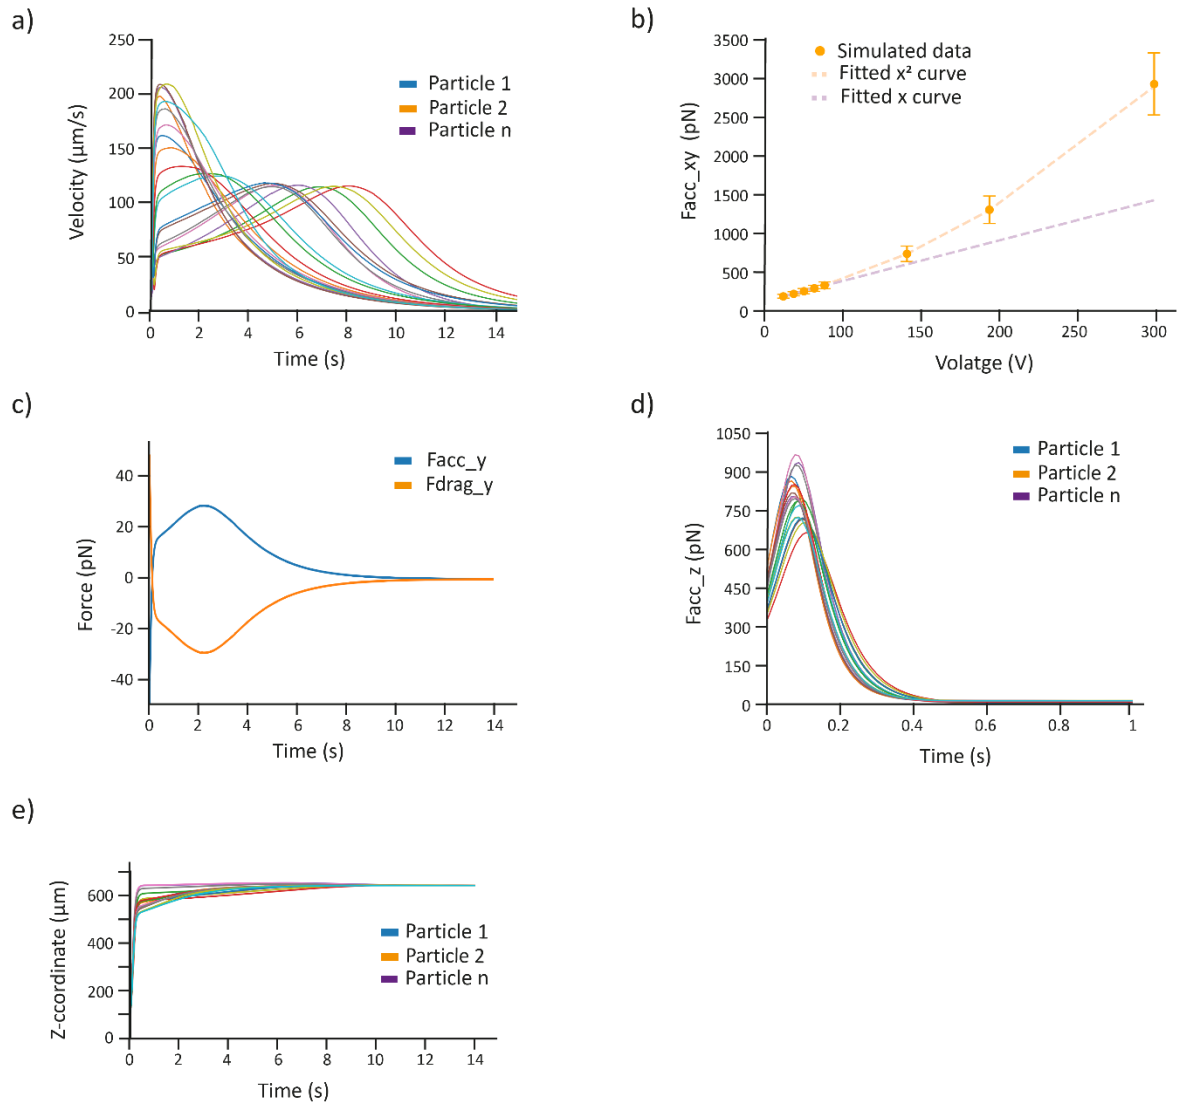 a)
250
200
150
100
50
0
Velocity (µm/s)
Particle 1
Particle 2
Particle n
0 2 4 6 8 10 12 14
Time (s)
b)
3500
3000
2500
2000
1500
1000
500
0
Facc_xy (pN)
Simulated data
Fitted x² curve
Fitted x curve
0 100 150 200 250 300
Volatge (V)
c)
40
20
0
-20
-40
Force (pN)
Facc_y
Fdrag_y
0 2 4 6 8 10 12 14
Time (s)
d)
1050
900
750
600
450
300
150
0
Facc_z (pN)
Particle 1
Particle 2
Particle n
0 0.2 0.4 0.6 0.8 1
Time (s)
e)
600
400
200
0
Z-ccordinate (µm)
Particle 1
Particle 2
Particle n
0 2 4 6 8 10 12 14
Time (s)